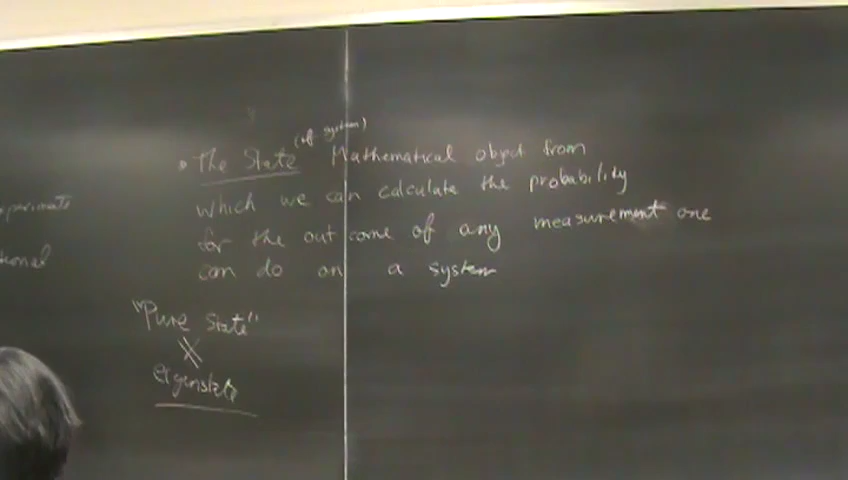 (of system)
• The State Mathematical object from
which we can calculate the probability
for the outcome of any measurement one
can do on a system
"Pure State"
eigenstate